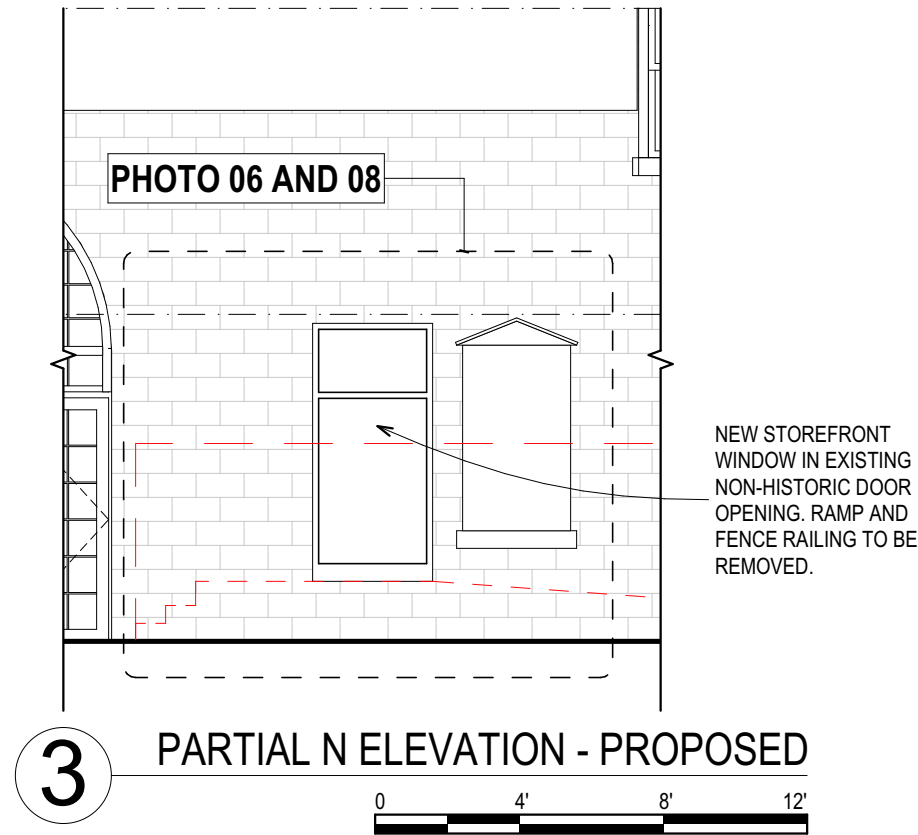 PHOTO 06 AND 08
NEW STOREFRONT
WINDOW IN EXISTING
NON-HISTORIC DOOR
OPENING. RAMP AND
FENCE RAILING TO BE
REMOVED.
3 PARTIAL N ELEVATION - PROPOSED
0 4' 8' 12'